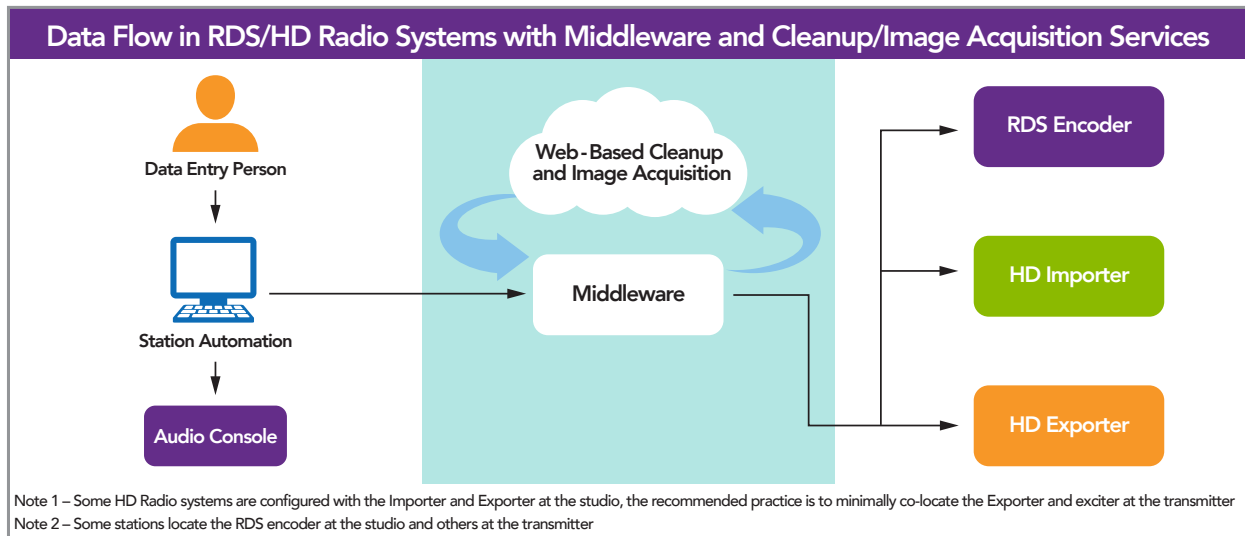 Data Flow in RDS/HD Radio Systems with Middleware and Cleanup/Image Acquisition Services
Data Entry Person
Station Automation
Audio Console
Web-Based Cleanup
and Image Acquisition
Middleware
RDS Encoder
HD Importer
HD Exporter
Note 1 – Some HD Radio systems are configured with the Importer and Exporter at the studio, the recommended practice is to minimally co-locate the Exporter and exciter at the transmitter
Note 2 – Some stations locate the RDS encoder at the studio and others at the transmitter